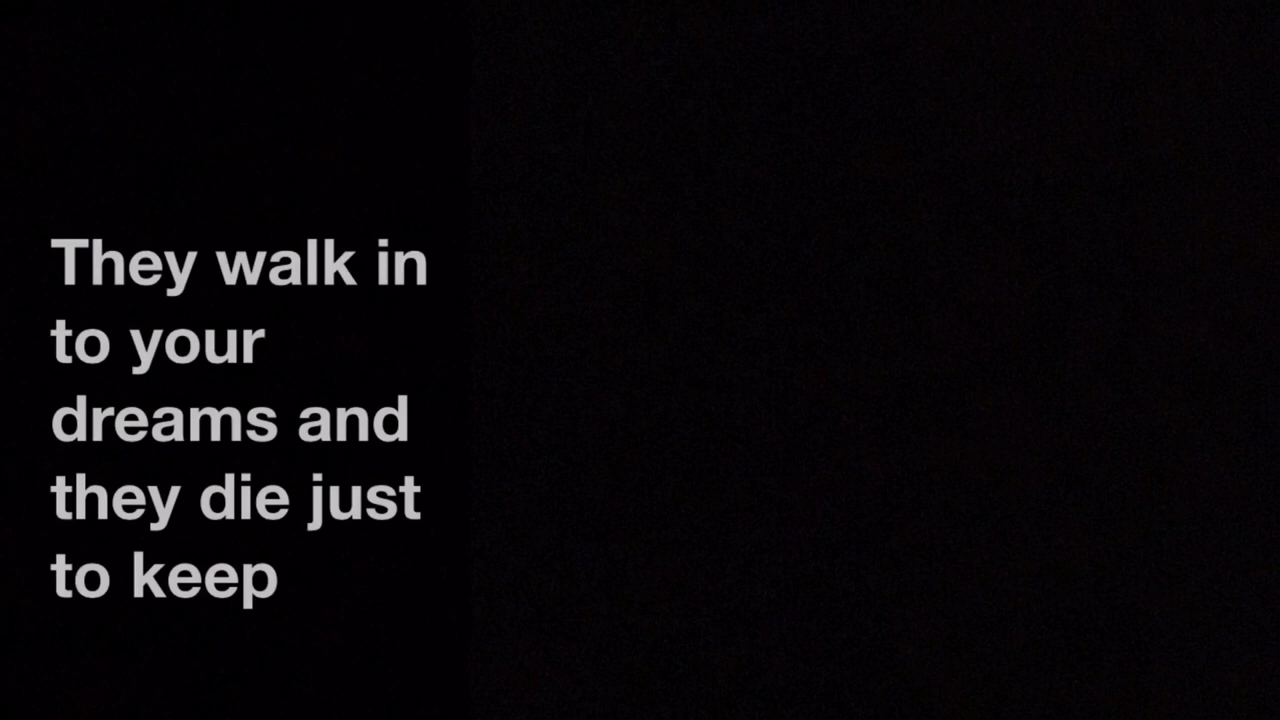 They walk in
to your
dreams and
they die just
to keep